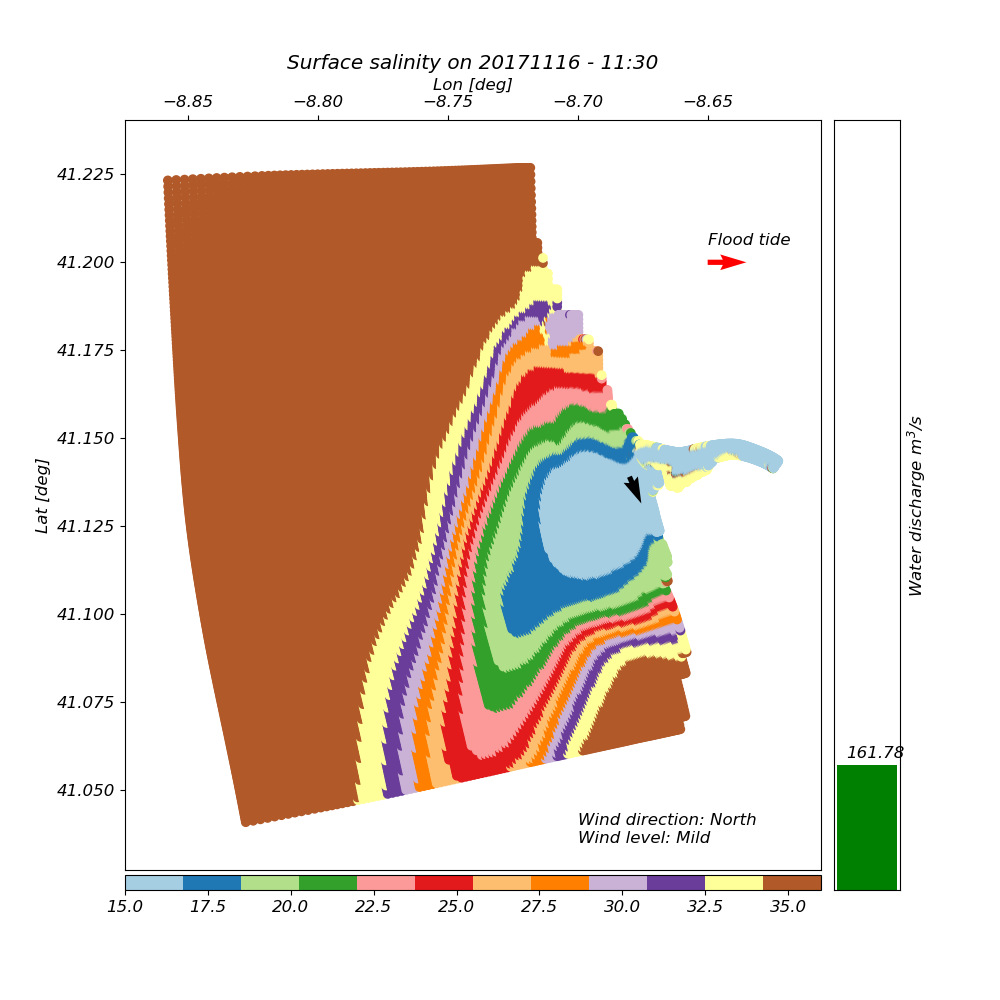 Surface salinity on 20171116 - 11:30
Lon [deg]
−8.85 −8.80 −8.75 −8.70 −8.65
41.225
41.200
41.175
41.150
41.125
41.100
41.075
41.050
Lat [deg]
Flood tide
Wind direction: North
Wind level: Mild
15.0 17.5 20.0 22.5 25.0 27.5 30.0 32.5 35.0
161.78
Water discharge m³/s